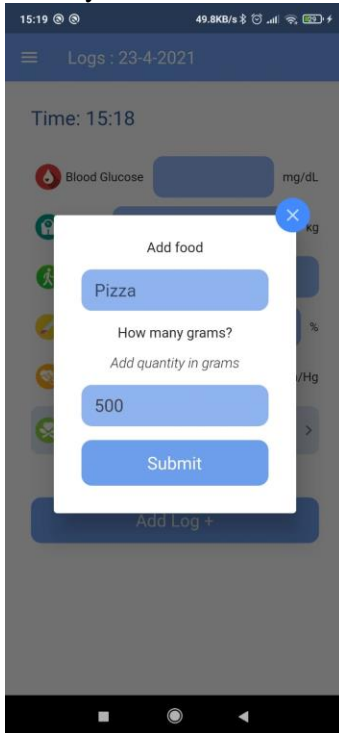 15:19 49.8KB/s 29
Logs : 23-4-2021
Time: 15:18
Blood Glucose mg/dL
kg
Add food
Pizza
How many grams?
%
Add quantity in grams
/Hg
500
Submit
Add Log +